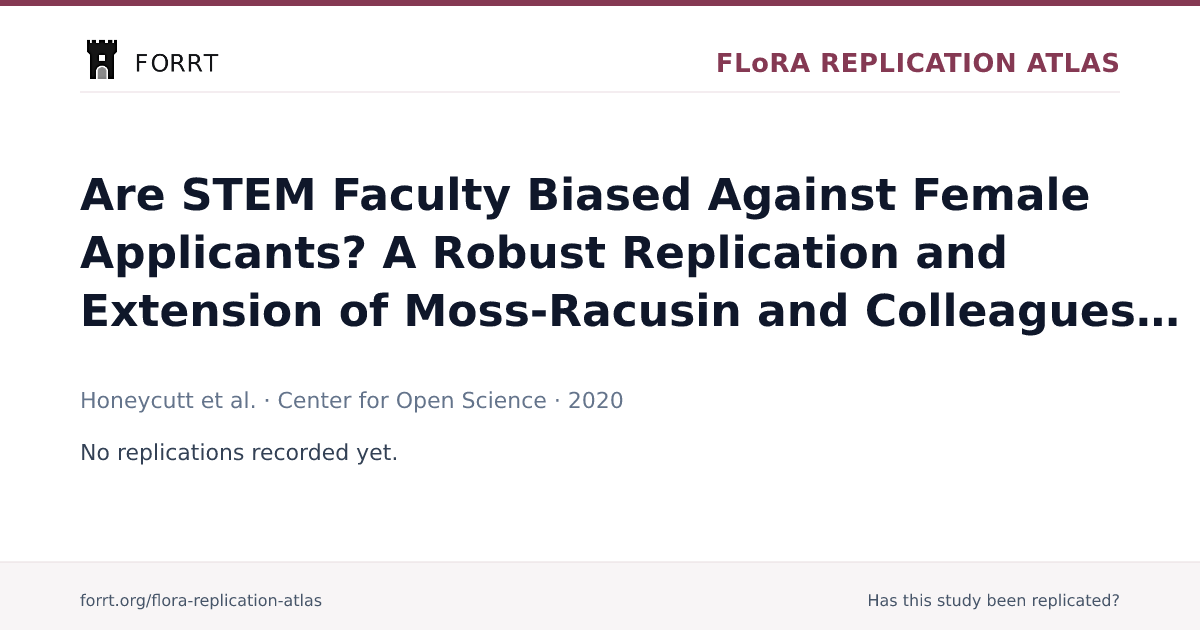 FORRT
FLoRA REPLICATION ATLAS
Are STEM Faculty Biased Against Female
Applicants? A Robust Replication and
Extension of Moss-Racusin and Colleagues…
Honeycutt et al. · Center for Open Science · 2020
No replications recorded yet.
forrt.org/flora-replication-atlas
Has this study been replicated?